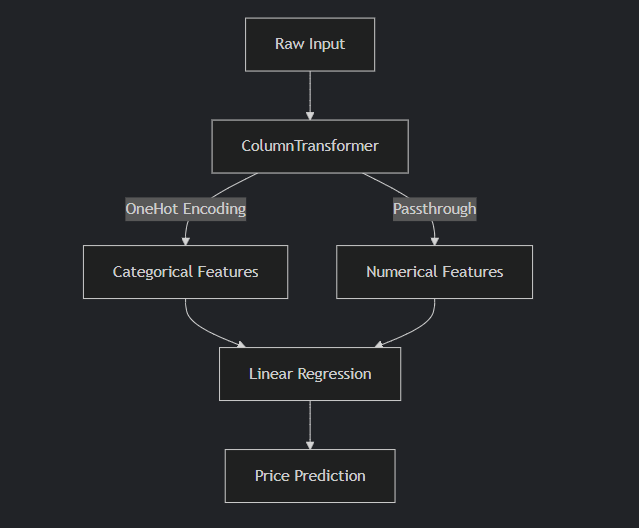 Raw Input
ColumnTransformer
OneHot Encoding
Passthrough
Categorical Features
Numerical Features
Linear Regression
Price Prediction